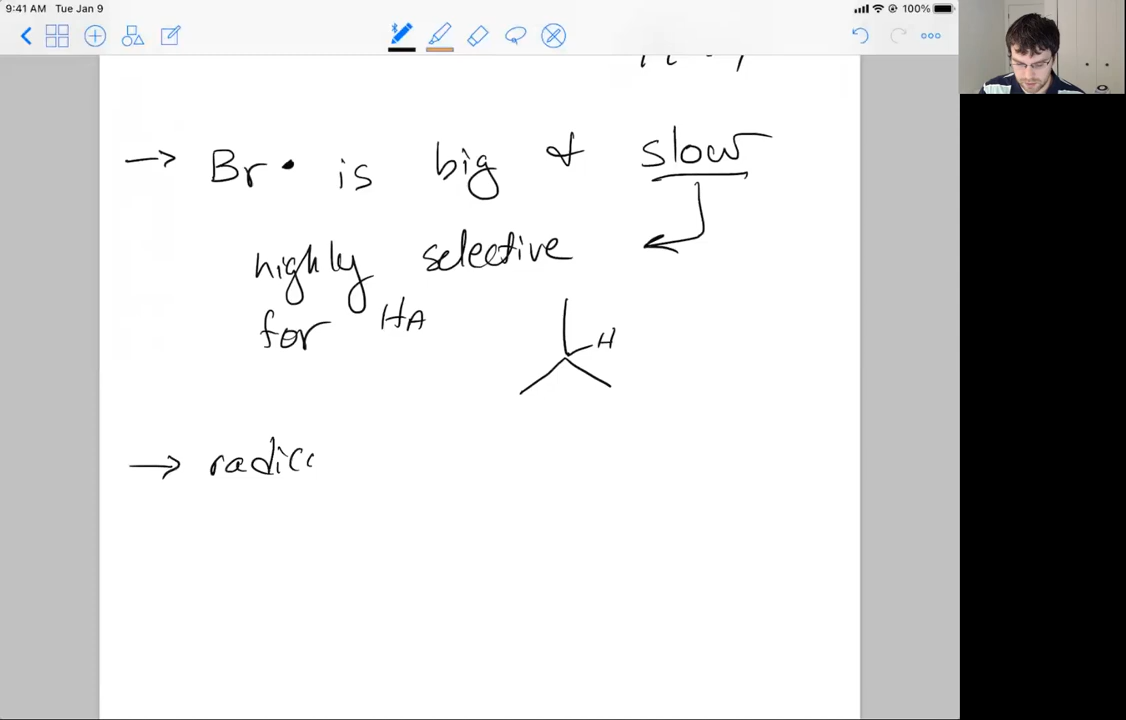 9:41 AM Tue Jan 9
100%
→ Br• is big & slow
highly selective
for HA
H
→ radic